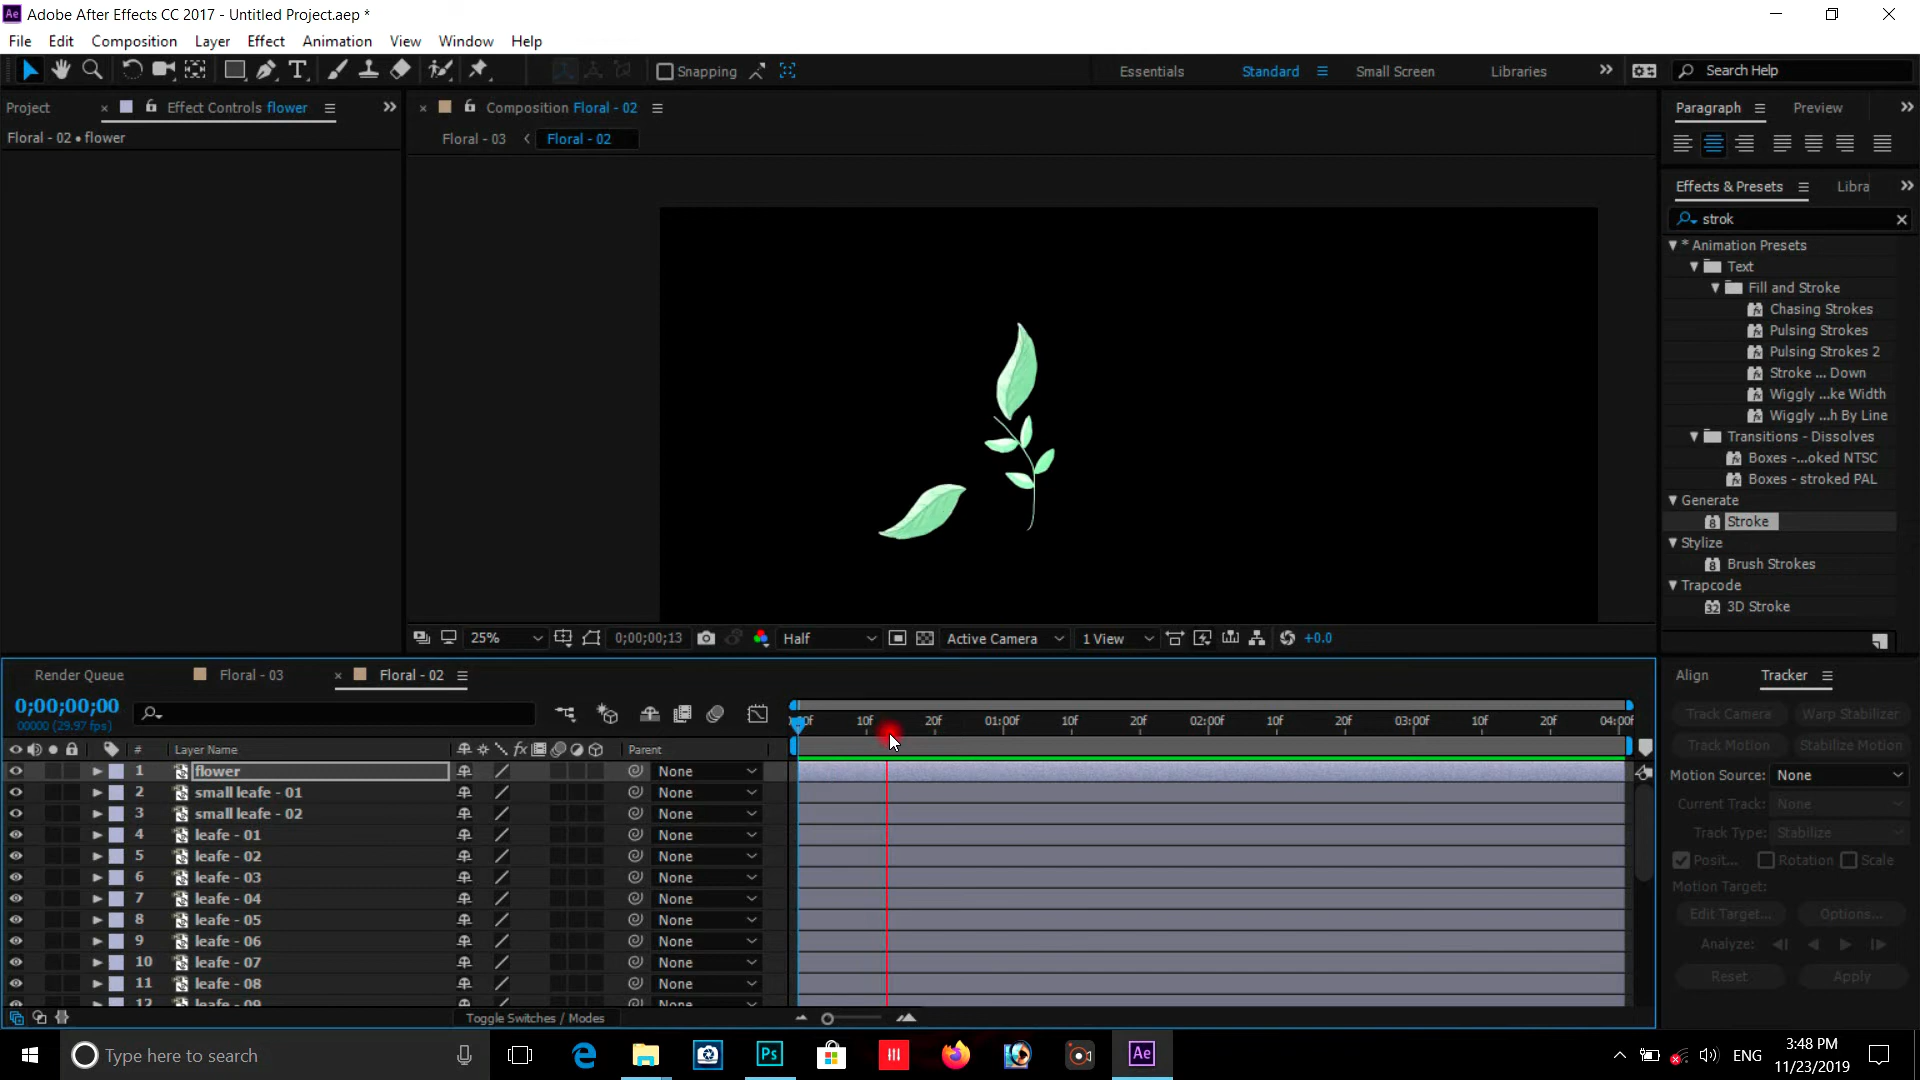 Adobe After Effects CC 2017 - Untitled Project.aep *
File Edit Composition Layer Effect Animation View Window Help
Snapping Essentials Standard Small Screen Libraries Search Help
Project Effect Controls flower Composition Floral - 02 Paragraph Preview
Floral - 02 • flower Floral - 03 Floral - 02
Effects & Presets Libra
strok
* Animation Presets
Text
Fill and Stroke
Chasing Strokes
Pulsing Strokes
Pulsing Strokes 2
Stroke ... Down
Wiggly ...ke Width
Wiggly ...h By Line
Transitions - Dissolves
Boxes -...oked NTSC
Boxes - stroked PAL
Generate
Stroke
Stylize
Brush Strokes
Trapcode
3D Stroke
25% 0;00;00;13 Half Active Camera 1 View +0.0
Render Queue Floral - 03 Floral - 02 Align Tracker
0;00;00;00
00000 (29.97 fps)
10f 20f 01:00f 10f 20f 02:00f 10f 20f 03:00f 10f 20f 04:00f
Track Camera Warp Stabilizer
Track Motion Stabilize Motion
# Layer Name fx Parent
Motion Source: None
Current Track: None
Track Type: Stabilize
Posit... Rotation Scale
Motion Target:
Edit Target... Options...
Analyze:
Reset Apply
1 flower None
2 small leafe - 01 None
3 small leafe - 02 None
4 leafe - 01 None
5 leafe - 02 None
6 leafe - 03 None
7 leafe - 04 None
8 leafe - 05 None
9 leafe - 06 None
10 leafe - 07 None
11 leafe - 08 None
12 leafe - 09 None
Toggle Switches / Modes
Type here to search ENG 3:48 PM
11/23/2019